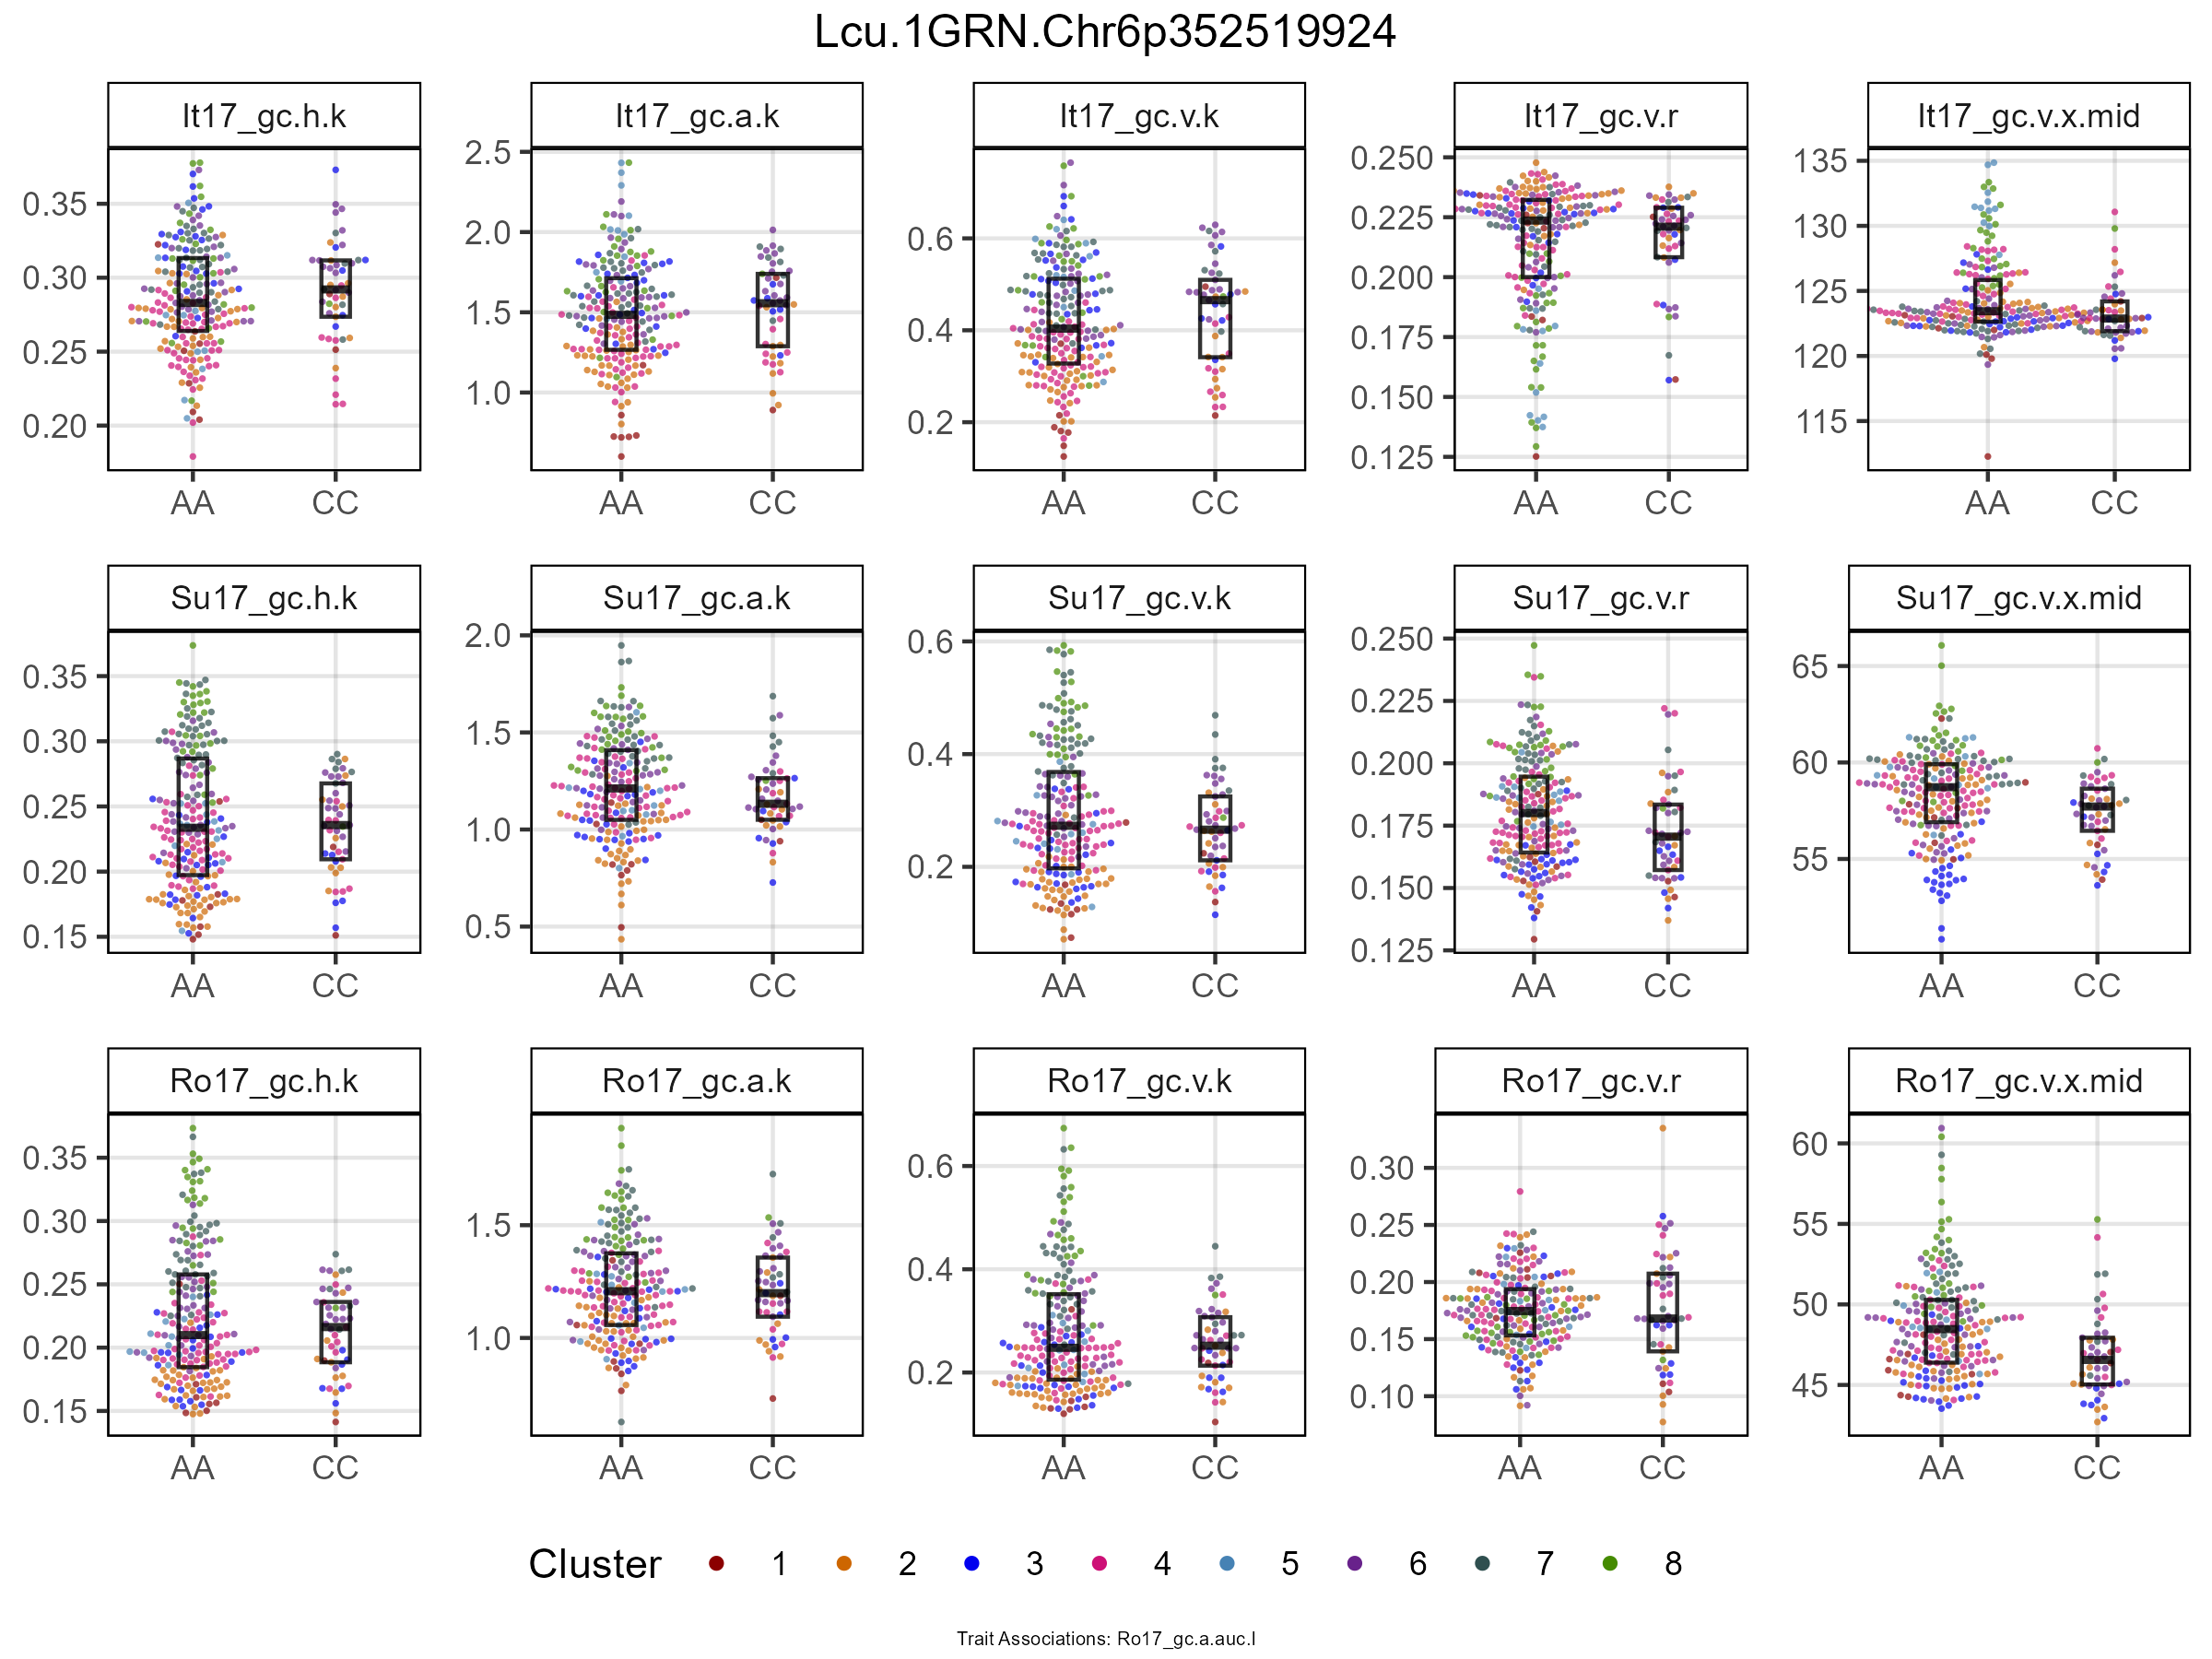 Lcu.1GRN.Chr6p352519924
It17_gc.h.k
It17_gc.a.k
It17_gc.v.k
It17_gc.v.r
It17_gc.v.x.mid
0.35
0.30
0.25
0.20
AA
CC
2.5
2.0
1.5
1.0
AA
CC
0.6
0.4
0.2
AA
CC
0.250
0.225
0.200
0.175
0.150
0.125
AA
CC
135
130
125
120
115
AA
CC
Su17_gc.h.k
Su17_gc.a.k
Su17_gc.v.k
Su17_gc.v.r
Su17_gc.v.x.mid
0.35
0.30
0.25
0.20
0.15
AA
CC
2.0
1.5
1.0
0.5
AA
CC
0.6
0.4
0.2
AA
CC
0.250
0.225
0.200
0.175
0.150
0.125
AA
CC
65
60
55
AA
CC
Ro17_gc.h.k
Ro17_gc.a.k
Ro17_gc.v.k
Ro17_gc.v.r
Ro17_gc.v.x.mid
0.35
0.30
0.25
0.20
0.15
AA
CC
1.5
1.0
AA
CC
0.6
0.4
0.2
AA
CC
0.30
0.25
0.20
0.15
0.10
AA
CC
60
55
50
45
AA
CC
Cluster 1 2 3 4 5 6 7 8
Trait Associations: Ro17_gc.a.auc.l